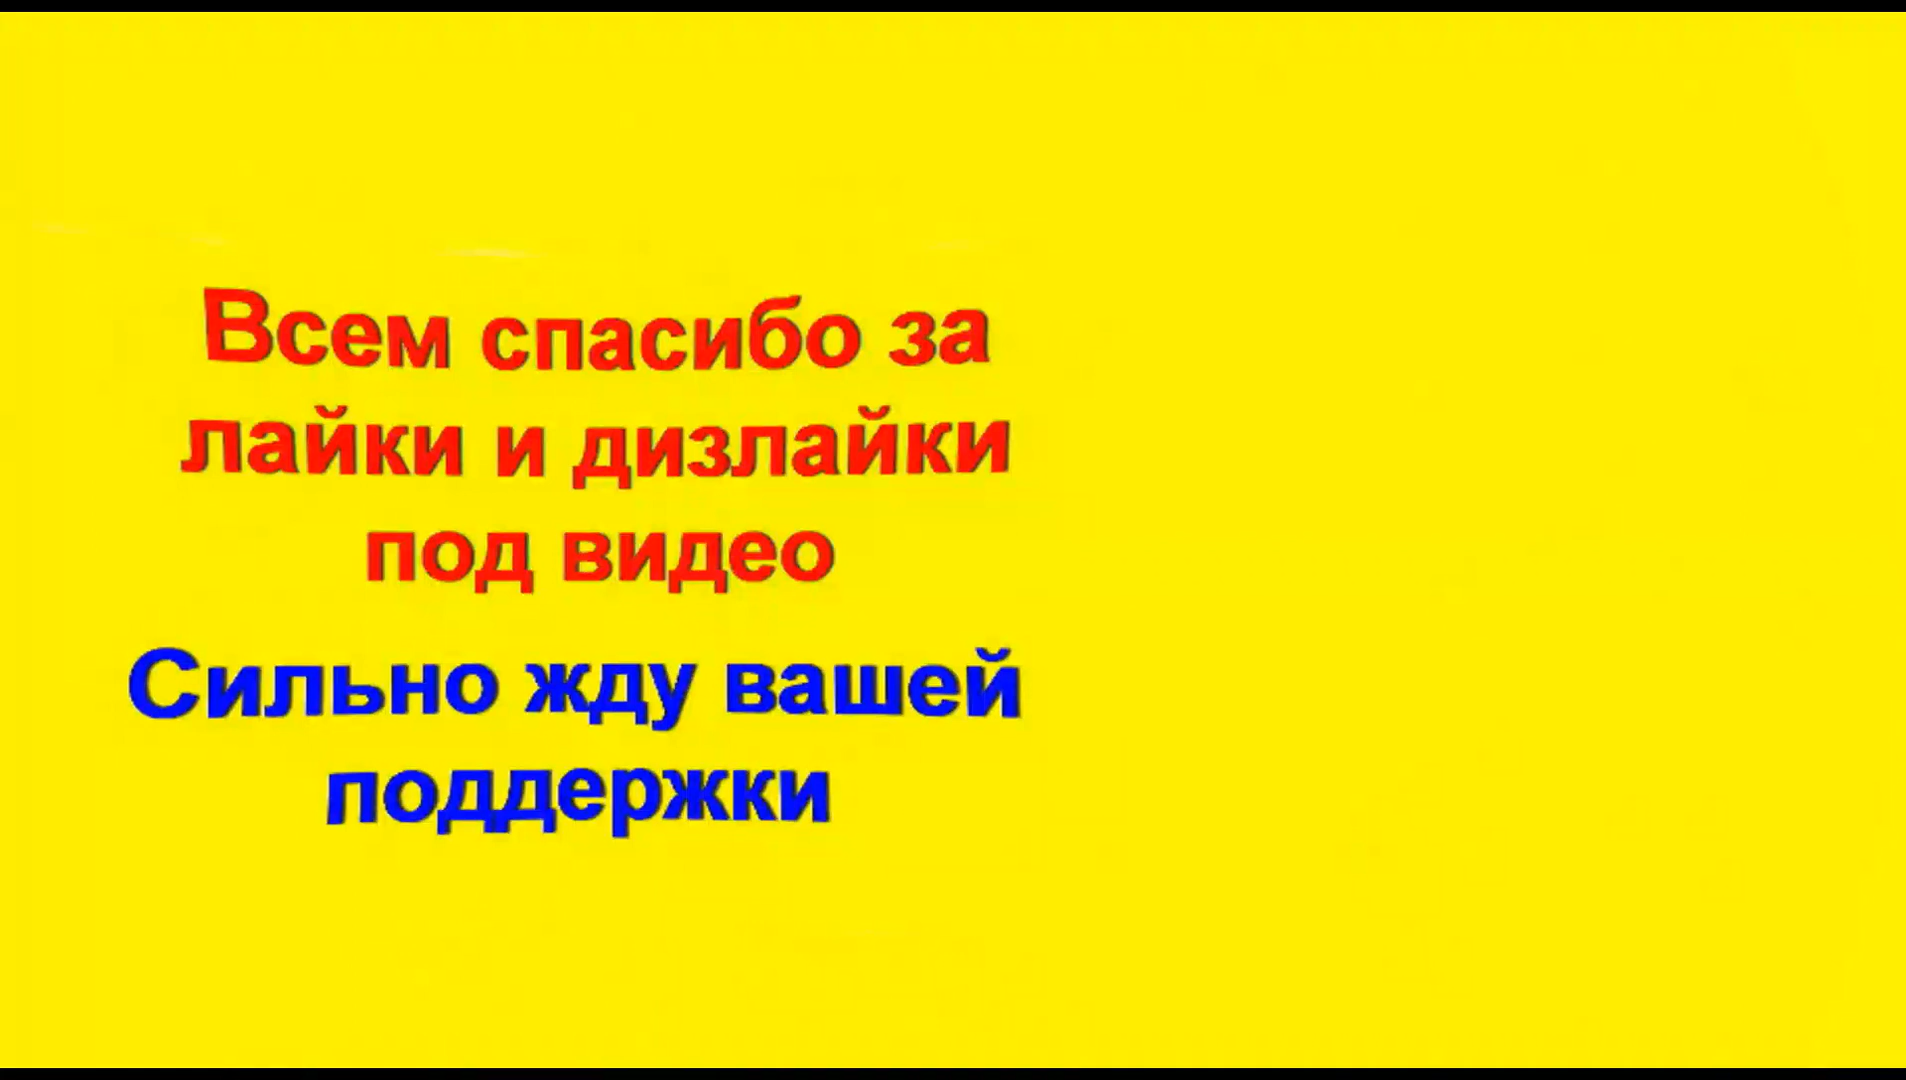 Всем спасибо за
лайки и дизлайки
под видео
Сильно жду вашей
поддержки